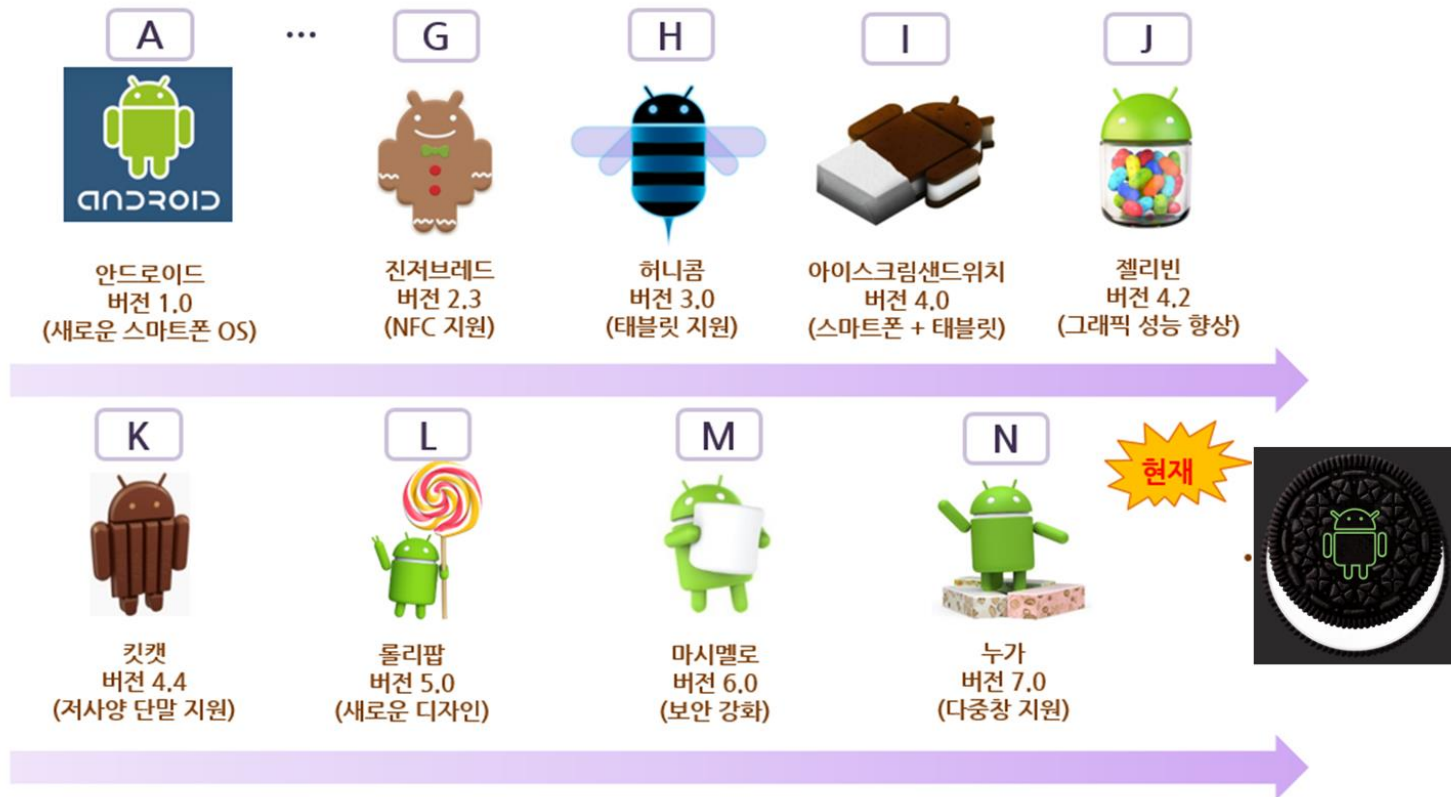 A
...
G
H
I
J
ANDROID
안드로이드
버전 1.0
(새로운 스마트폰 OS)
진저브레드
버전 2.3
(NFC 지원)
허니콤
버전 3.0
(태블릿 지원)
아이스크림샌드위치
버전 4.0
(스마트폰 + 태블릿)
젤리빈
버전 4.2
(그래픽 성능 향상)
K
L
M
N
현재
킷캣
버전 4.4
(저사양 단말 지원)
롤리팝
버전 5.0
(새로운 디자인)
마시멜로
버전 6.0
(보안 강화)
누가
버전 7.0
(다중창 지원)